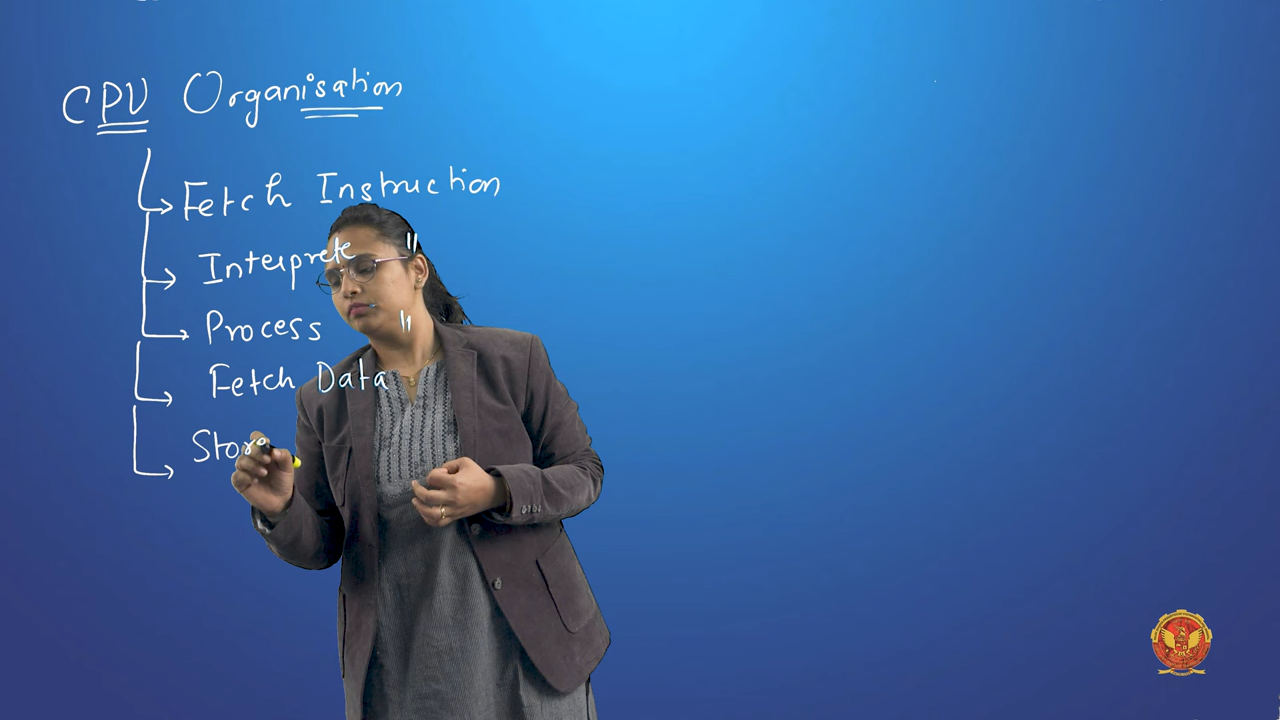 CPU Organisation
Fetch Instruction
Interprete "
Process "
Fetch Data
Stor